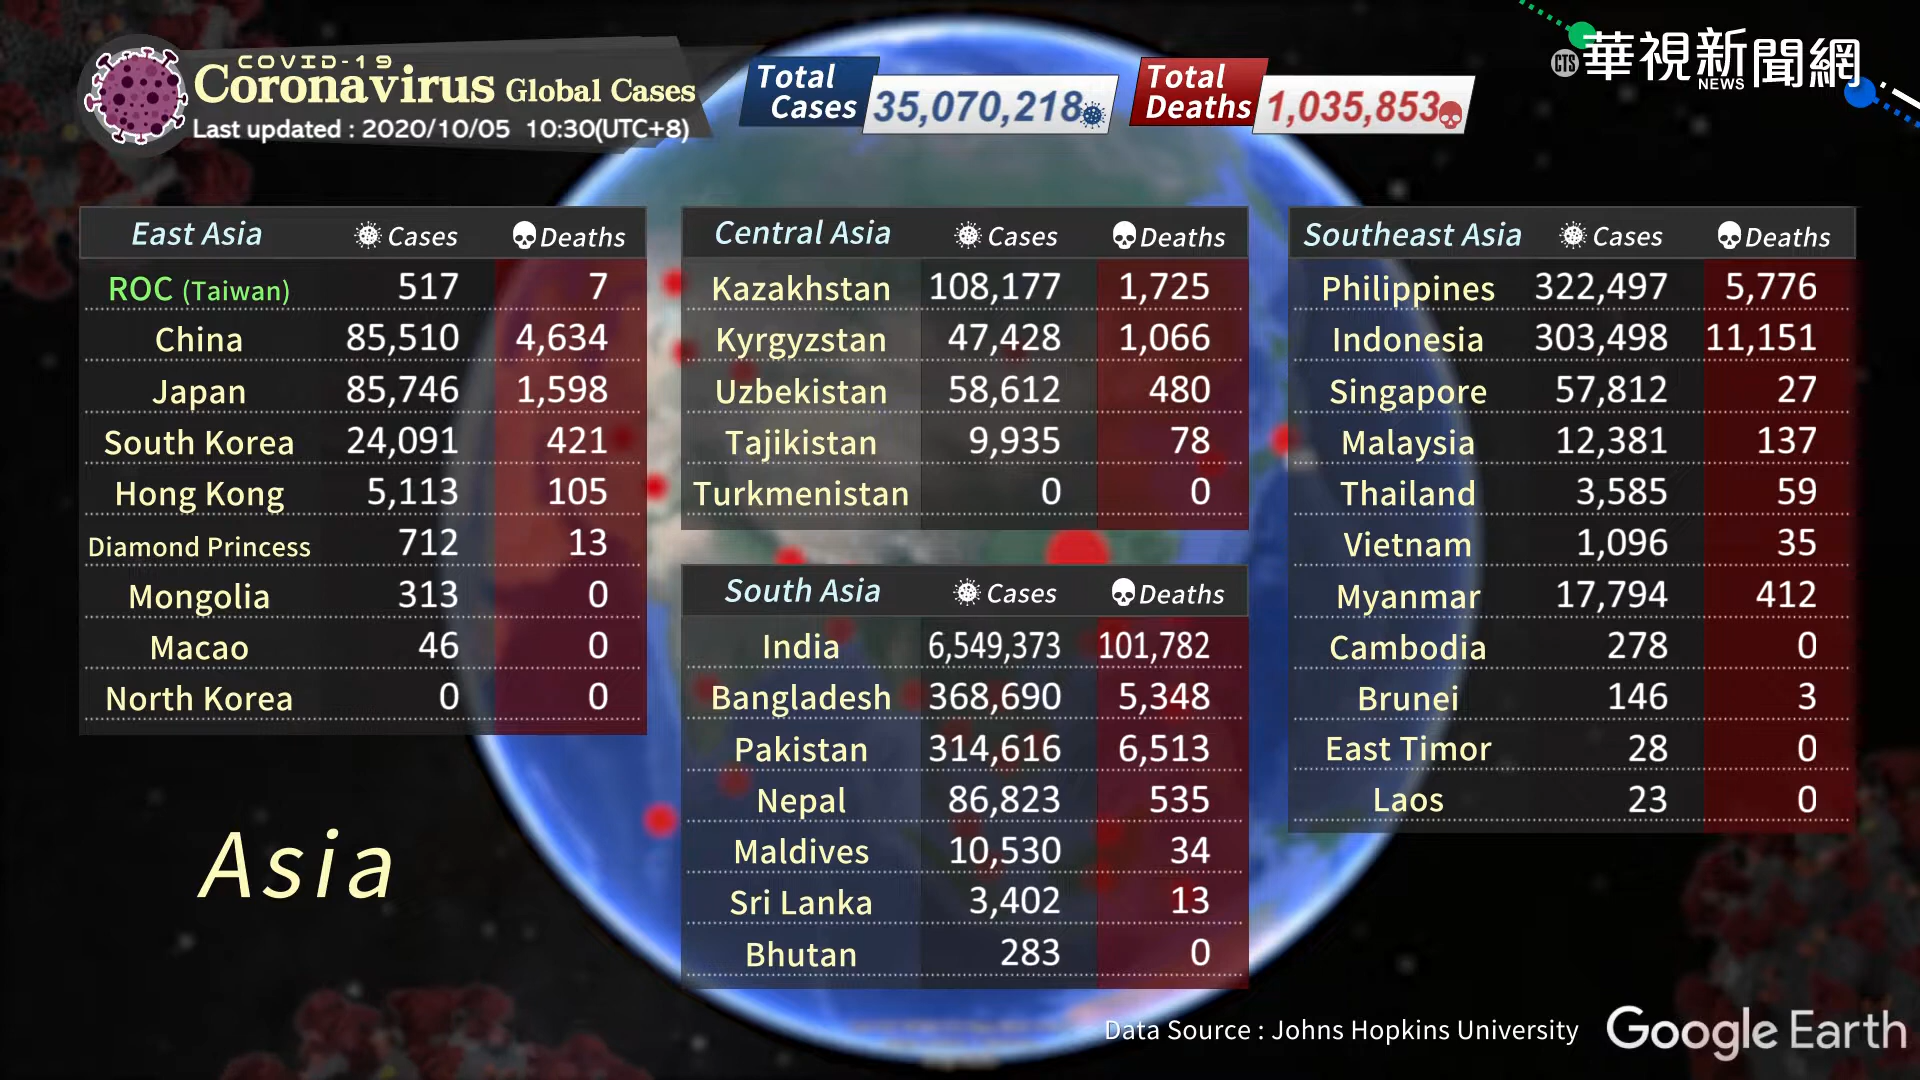 COVID-19
Coronavirus Global Cases
Last updated : 2020/10/05 10:30(UTC+8)
Total Cases 35,070,218
Total Deaths 1,035,853
CTS 華視新聞網
NEWS
East Asia Cases Deaths
ROC (Taiwan) 517 7
China 85,510 4,634
Japan 85,746 1,598
South Korea 24,091 421
Hong Kong 5,113 105
Diamond Princess 712 13
Mongolia 313 0
Macao 46 0
North Korea 0 0
Central Asia Cases Deaths
Kazakhstan 108,177 1,725
Kyrgyzstan 47,428 1,066
Uzbekistan 58,612 480
Tajikistan 9,935 78
Turkmenistan 0 0
South Asia Cases Deaths
India 6,549,373 101,782
Bangladesh 368,690 5,348
Pakistan 314,616 6,513
Nepal 86,823 535
Maldives 10,530 34
Sri Lanka 3,402 13
Bhutan 283 0
Southeast Asia Cases Deaths
Philippines 322,497 5,776
Indonesia 303,498 11,151
Singapore 57,812 27
Malaysia 12,381 137
Thailand 3,585 59
Vietnam 1,096 35
Myanmar 17,794 412
Cambodia 278 0
Brunei 146 3
East Timor 28 0
Laos 23 0
Asia
Data Source : Johns Hopkins University
Google Earth